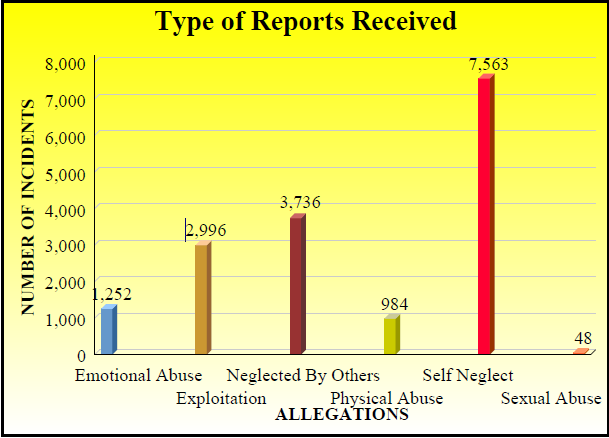 Type of Reports Received
NUMBER OF INCIDENTS
8,000
7,000
6,000
5,000
4,000
3,000
2,000
1,000
0
1,252
2,996
3,736
984
7,563
48
Emotional Abuse
Exploitation
Neglected By Others
Physical Abuse
Self Neglect
Sexual Abuse
ALLEGATIONS